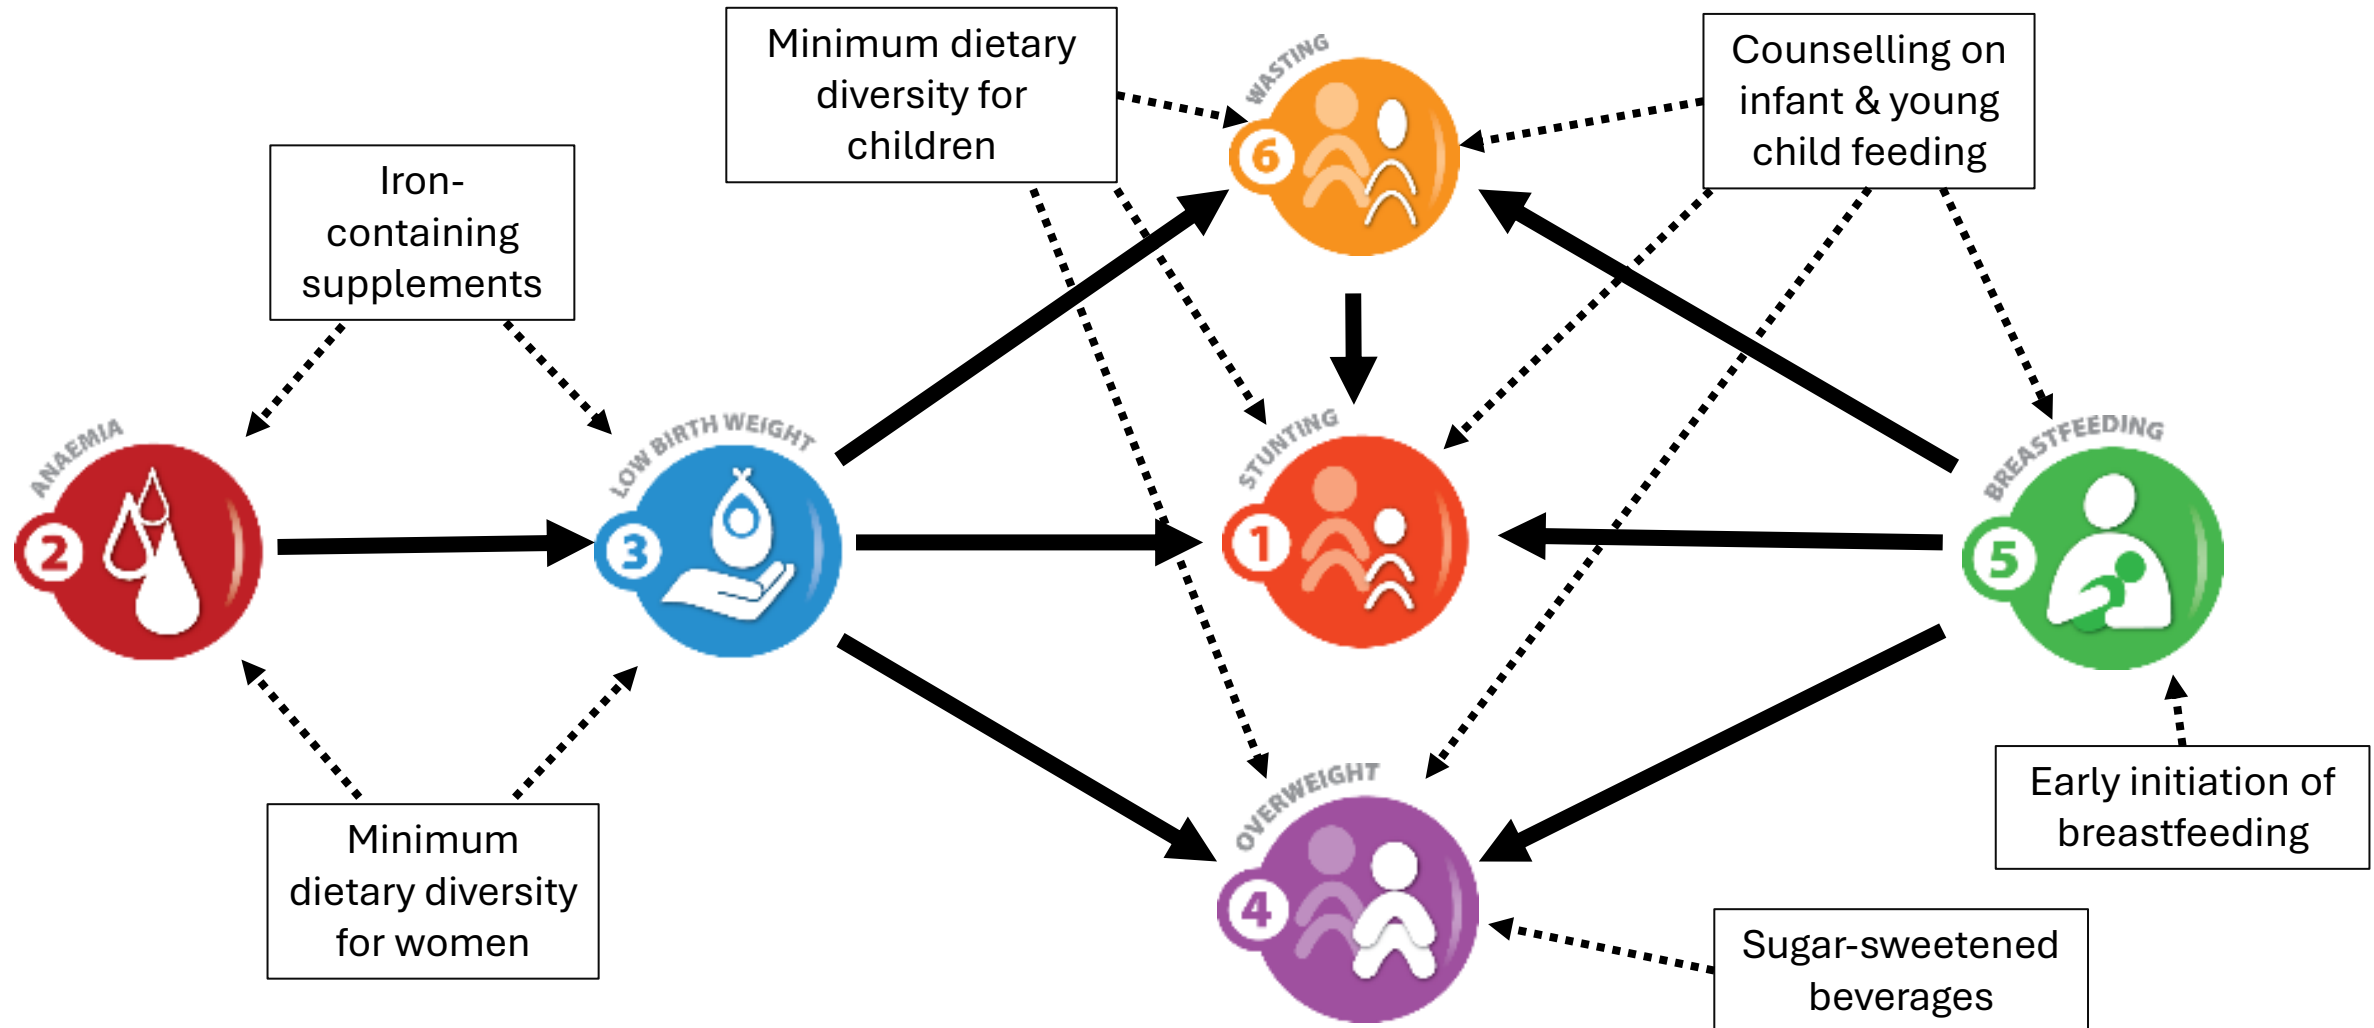 Minimum dietary
diversity for
children
WASTING
6
Counselling on
infant & young
child feeding
Iron-
containing
supplements
ANAEMIA
2
LOW BIRTH WEIGHT
3
STUNTING
1
BREASTFEEDING
5
Minimum
dietary diversity
for women
OVERWEIGHT
4
Early initiation of
breastfeeding
Sugar-sweetened
beverages